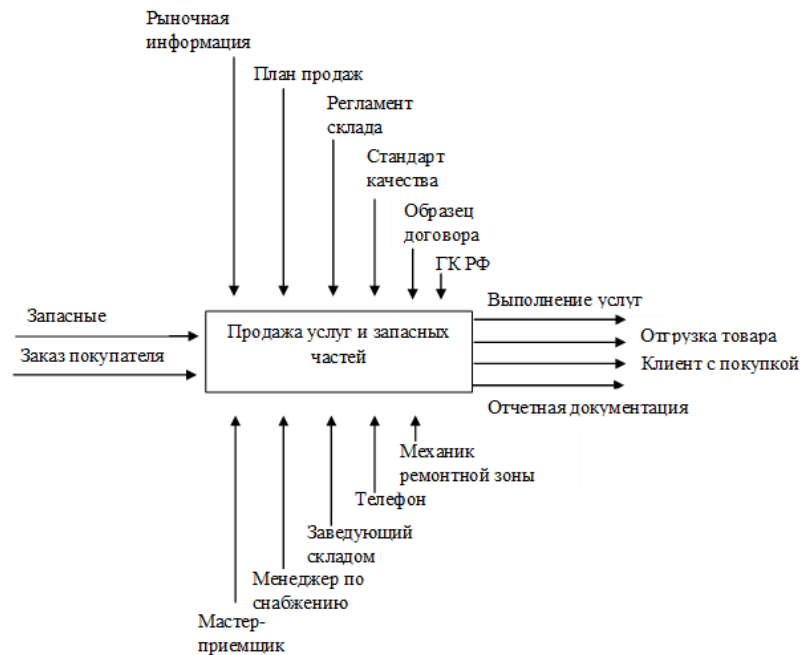 Рыночная
информация
План продаж
Регламент
склада
Стандарт
качества
Образец
договора
ГК РФ
Запасные
Заказ покупателя
Продажа услуг и запасных
частей
Выполнение услуг
Отгрузка товара
Клиент с покупкой
Отчетная документация
Механик
ремонтной зоны
Телефон
Заведующий
складом
Менеджер по
снабжению
Мастер-
приемщик